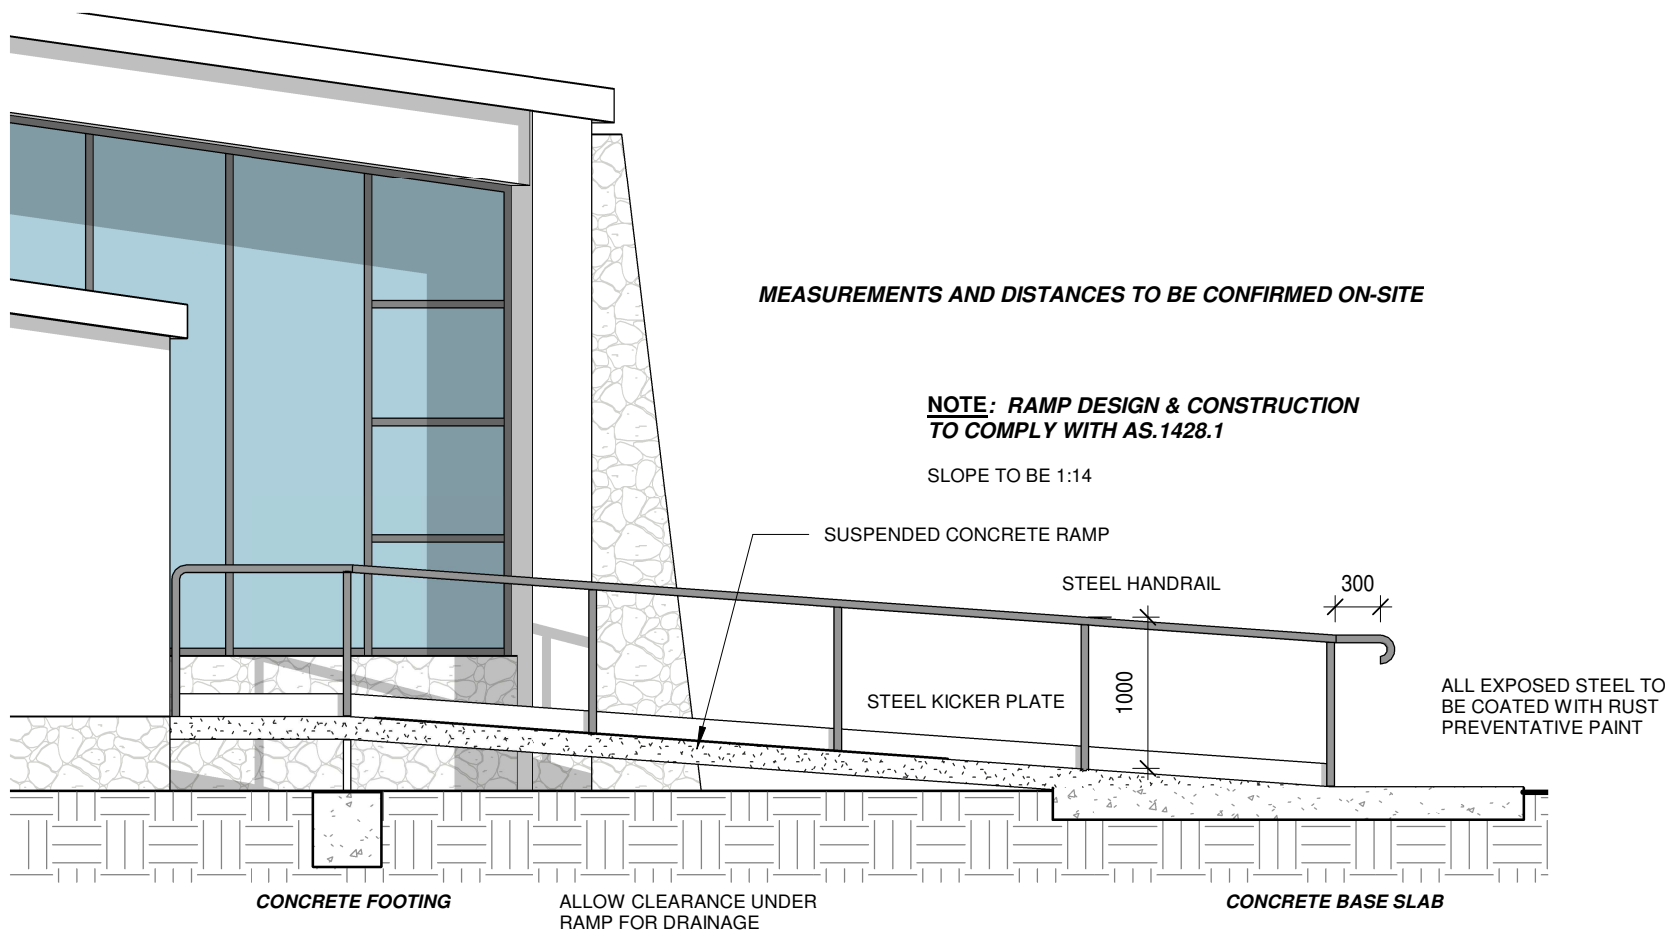 MEASUREMENTS AND DISTANCES TO BE CONFIRMED ON-SITE
NOTE: RAMP DESIGN & CONSTRUCTION
TO COMPLY WITH AS.1428.1
SLOPE TO BE 1:14
SUSPENDED CONCRETE RAMP
STEEL HANDRAIL
300
STEEL KICKER PLATE
1000
ALL EXPOSED STEEL TO
BE COATED WITH RUST
PREVENTATIVE PAINT
CONCRETE FOOTING
ALLOW CLEARANCE UNDER
RAMP FOR DRAINAGE
CONCRETE BASE SLAB